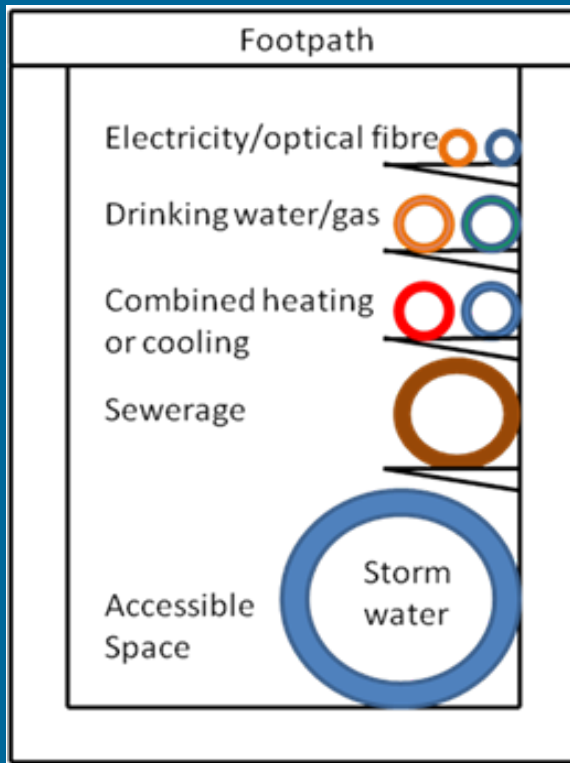 Footpath
Electricity/optical fibre
Drinking water/gas
Combined heating
or cooling
Sewerage
Storm
water
Accessible
Space